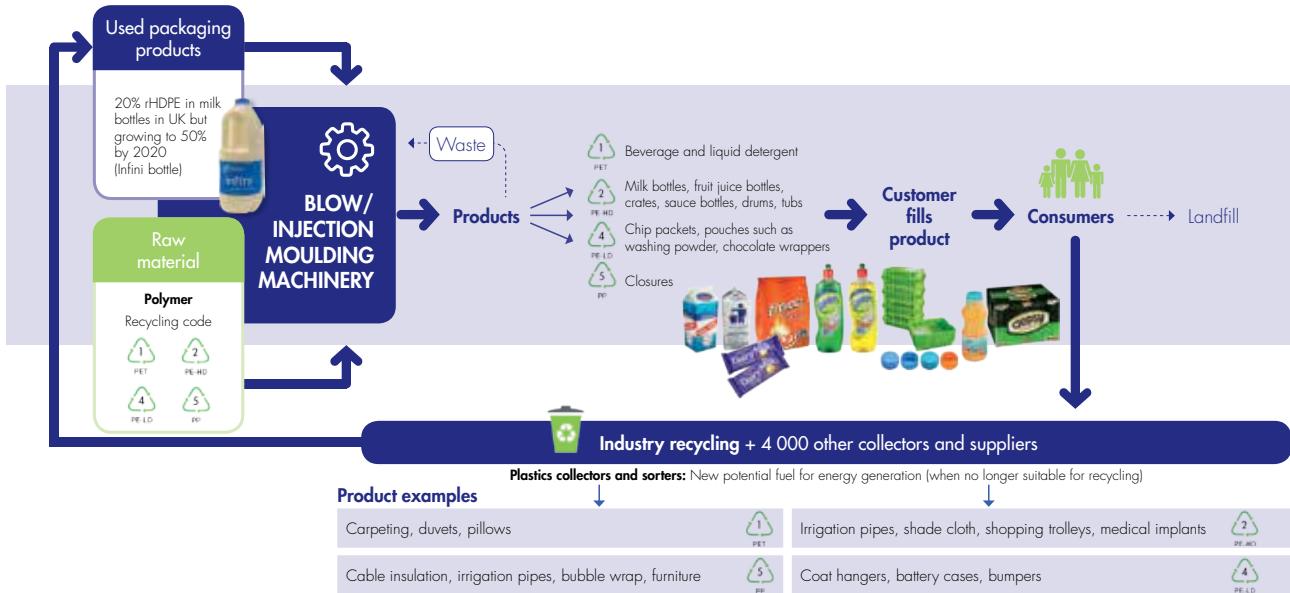 Used packaging
products
20% rHDPE in milk
bottles in UK but
growing to 50%
by 2020
(Infini bottle)
Raw
material
Polymer
Recycling code
1
PET
2
PE-HD
4
PE-LD
5
PP
BLOW/
INJECTION
MOULDING
MACHINERY
Waste
Products
1
PET
Beverage and liquid detergent
2
PE-HD
Milk bottles, fruit juice bottles,
crates, sauce bottles, drums, tubs
4
PE-LD
Chip packets, pouches such as
washing powder, chocolate wrappers
5
PP
Closures
Customer
fills
product
Consumers
Landfill
Industry recycling + 4 000 other collectors and suppliers
Plastics collectors and sorters: New potential fuel for energy generation (when no longer suitable for recycling)
Product examples
Carpeting, duvets, pillows
1
PET
Irrigation pipes, shade cloth, shopping trolleys, medical implants
2
PE-HD
Cable insulation, irrigation pipes, bubble wrap, furniture
5
PP
Coat hangers, battery cases, bumpers
4
PE-LD